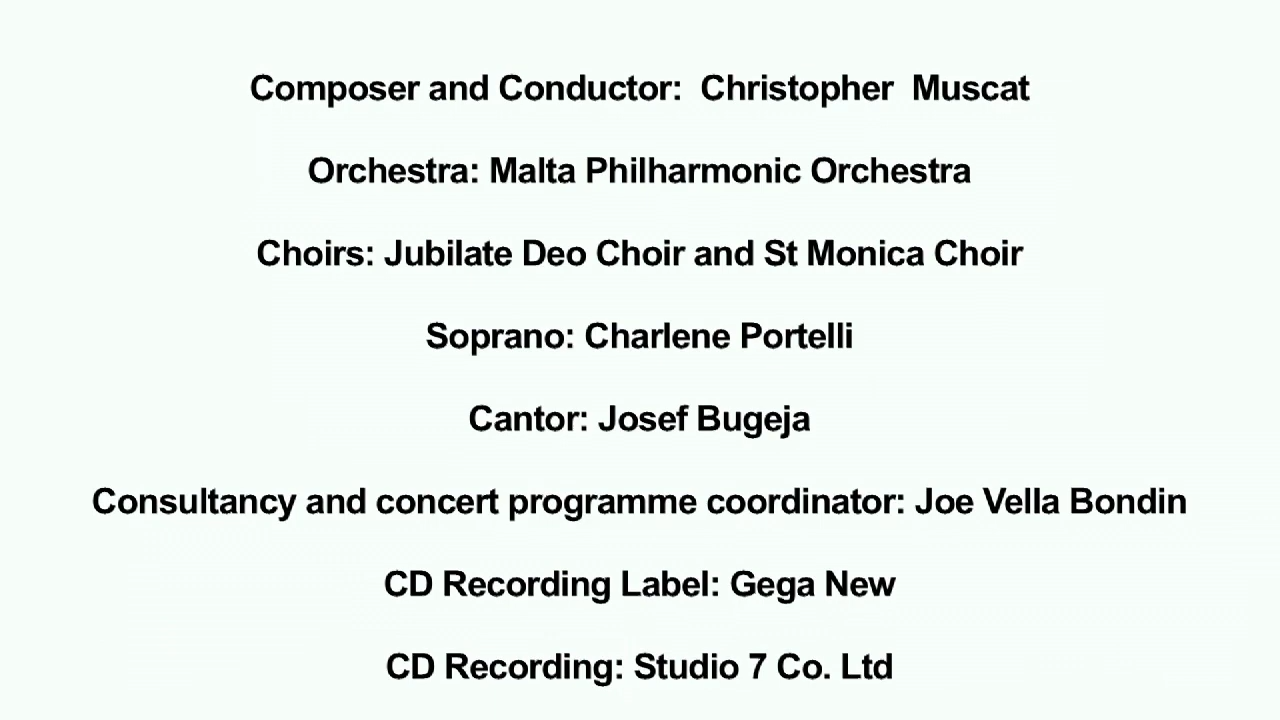 Composer and Conductor:  Christopher  Muscat
Orchestra: Malta Philharmonic Orchestra
Choirs: Jubilate Deo Choir and St Monica Choir
Soprano: Charlene Portelli
Cantor: Josef Bugeja
Consultancy and concert programme coordinator: Joe Vella Bondin
CD Recording Label: Gega New
CD Recording: Studio 7 Co. Ltd